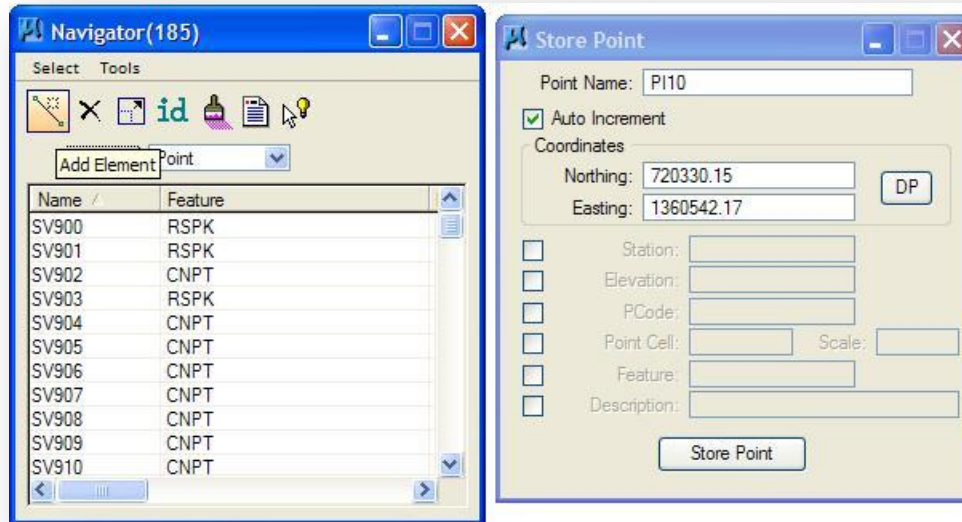 Navigator(185)
Select Tools
id
Add Element
Point
Name Feature
SV900 RSPK
SV901 RSPK
SV902 CNPT
SV903 RSPK
SV904 CNPT
SV905 CNPT
SV906 CNPT
SV907 CNPT
SV908 CNPT
SV909 CNPT
SV910 CNPT
Store Point
Point Name: PI10
Auto Increment
Coordinates
Northing: 720330.15
DP
Easting: 1360542.17
Station:
Elevation:
PCode:
Point Cell: Scale:
Feature:
Description:
Store Point